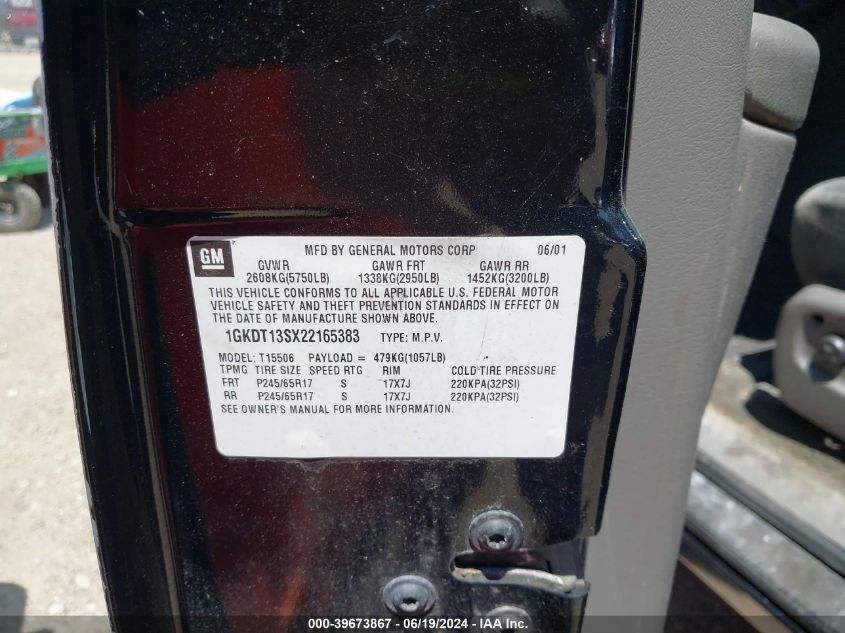 GM
MFD BY GENERAL MOTORS CORP 06/01
GVWR GAWR FRT GAWR RR
2608KG(5750LB) 1338KG(2950LB) 1452KG(3200LB)
THIS VEHICLE CONFORMS TO ALL APPLICABLE U.S. FEDERAL MOTOR
VEHICLE SAFETY AND THEFT PREVENTION STANDARDS IN EFFECT ON
THE DATE OF MANUFACTURE SHOWN ABOVE.
1GKDT13SX22165383 TYPE: M.P.V.
MODEL: T15506 PAYLOAD = 479KG(1057LB)
TPMG TIRE SIZE SPEED RTG RIM COLD TIRE PRESSURE
FRT P245/65R17 S 17X7J 220KPA(32PSI)
RR P245/65R17 S 17X7J 220KPA(32PSI)
SEE OWNER'S MANUAL FOR MORE INFORMATION.
000-39673867 - 06/19/2024 - IAA Inc.